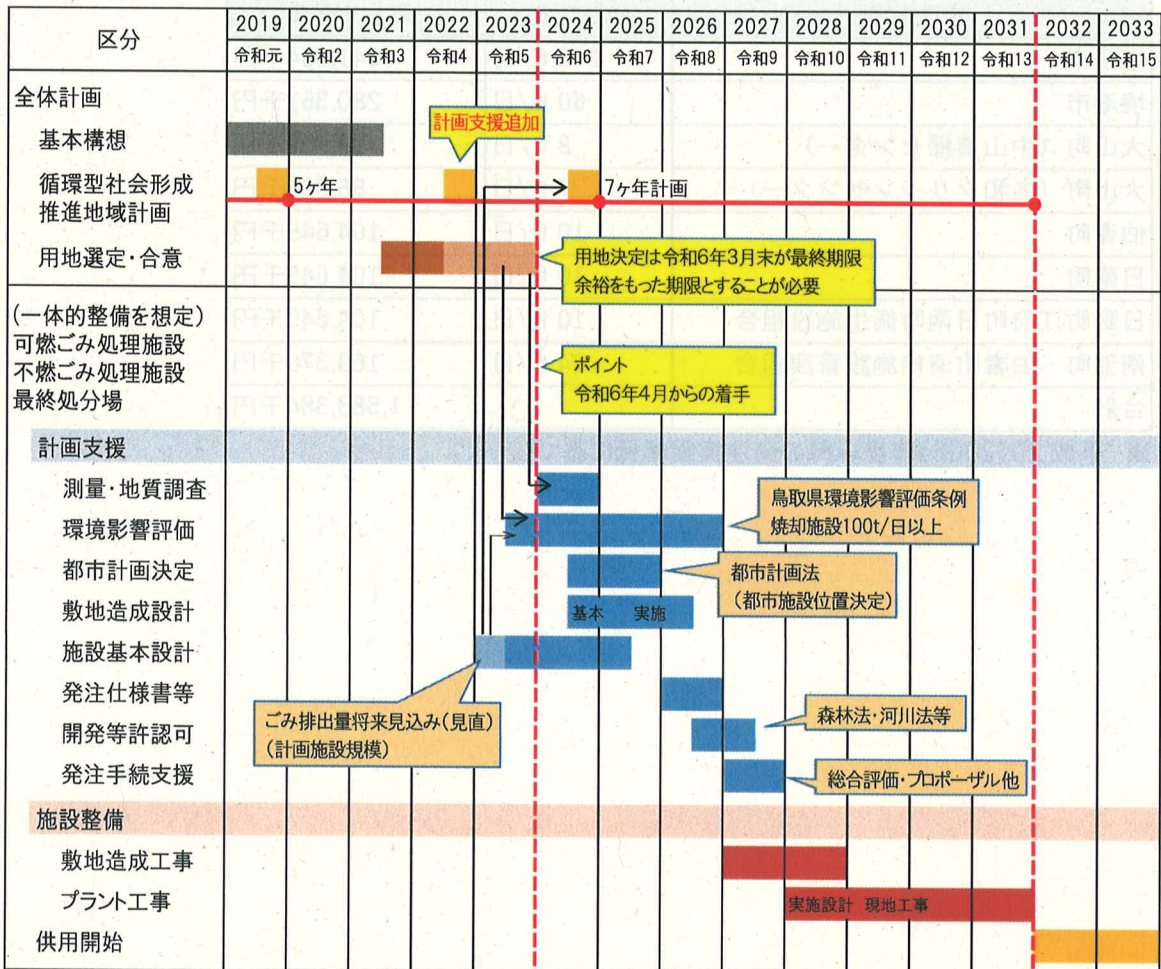 区分
2019 2020 2021 2022 2023 2024 2025 2026 2027 2028 2029 2030 2031 2032 2033
令和元 令和2 令和3 令和4 令和5 令和6 令和7 令和8 令和9 令和10 令和11 令和12 令和13 令和14 令和15
全体計画
計画支援追加
基本構想
循環型社会形成
推進地域計画
5ヶ年
7ヶ年計画
用地選定・合意
用地決定は令和6年3月末が最終期限
余裕をもった期限とすることが必要
(一体的整備を想定)
可燃ごみ処理施設
不燃ごみ処理施設
最終処分場
ポイント
令和6年4月からの着手
計画支援
測量・地質調査
環境影響評価
鳥取県環境影響評価条例
焼却施設100t/日以上
都市計画決定
都市計画法
(都市施設位置決定)
敷地造成設計
基本 実施
施設基本設計
発注仕様書等
ごみ排出量将来見込み(見直)
(計画施設規模)
開発等許認可
森林法・河川法等
発注手続支援
総合評価・プロポーザル他
施設整備
敷地造成工事
プラント工事
実施設計 現地工事
供用開始